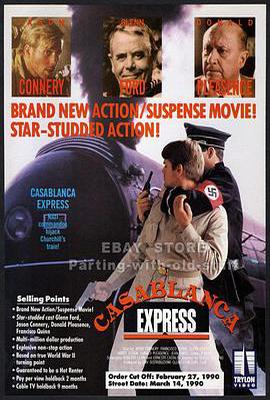 JASON GLENN DONALD
CONNERY FORD PLEASENCE
BRAND NEW ACTION/SUSPENSE MOVIE!
STAR-STUDDED ACTION!
CASABLANCA
EXPRESS
Nazi
commandos
hijack
Churchill's
train!
EBAY STORE
Parting-with-old-stuff
CASABLANCA
EXPRESS
Selling Points
• Brand New Action/Suspense Movie!
• Star-studded cast Glenn Ford,
Jason Connery, Donald Pleasence,
Francisco Quinn
• Multi-million dollar production
• Explosive non-stop action
• Based on true World War II
turning point
• Guaranteed to be a Hot Renter
• Pay per view holdback 2 months
• Cable TV holdback 9 months
Order Cut Off: February 27, 1990
Street Date: March 14, 1990
TRYLON
VIDEO